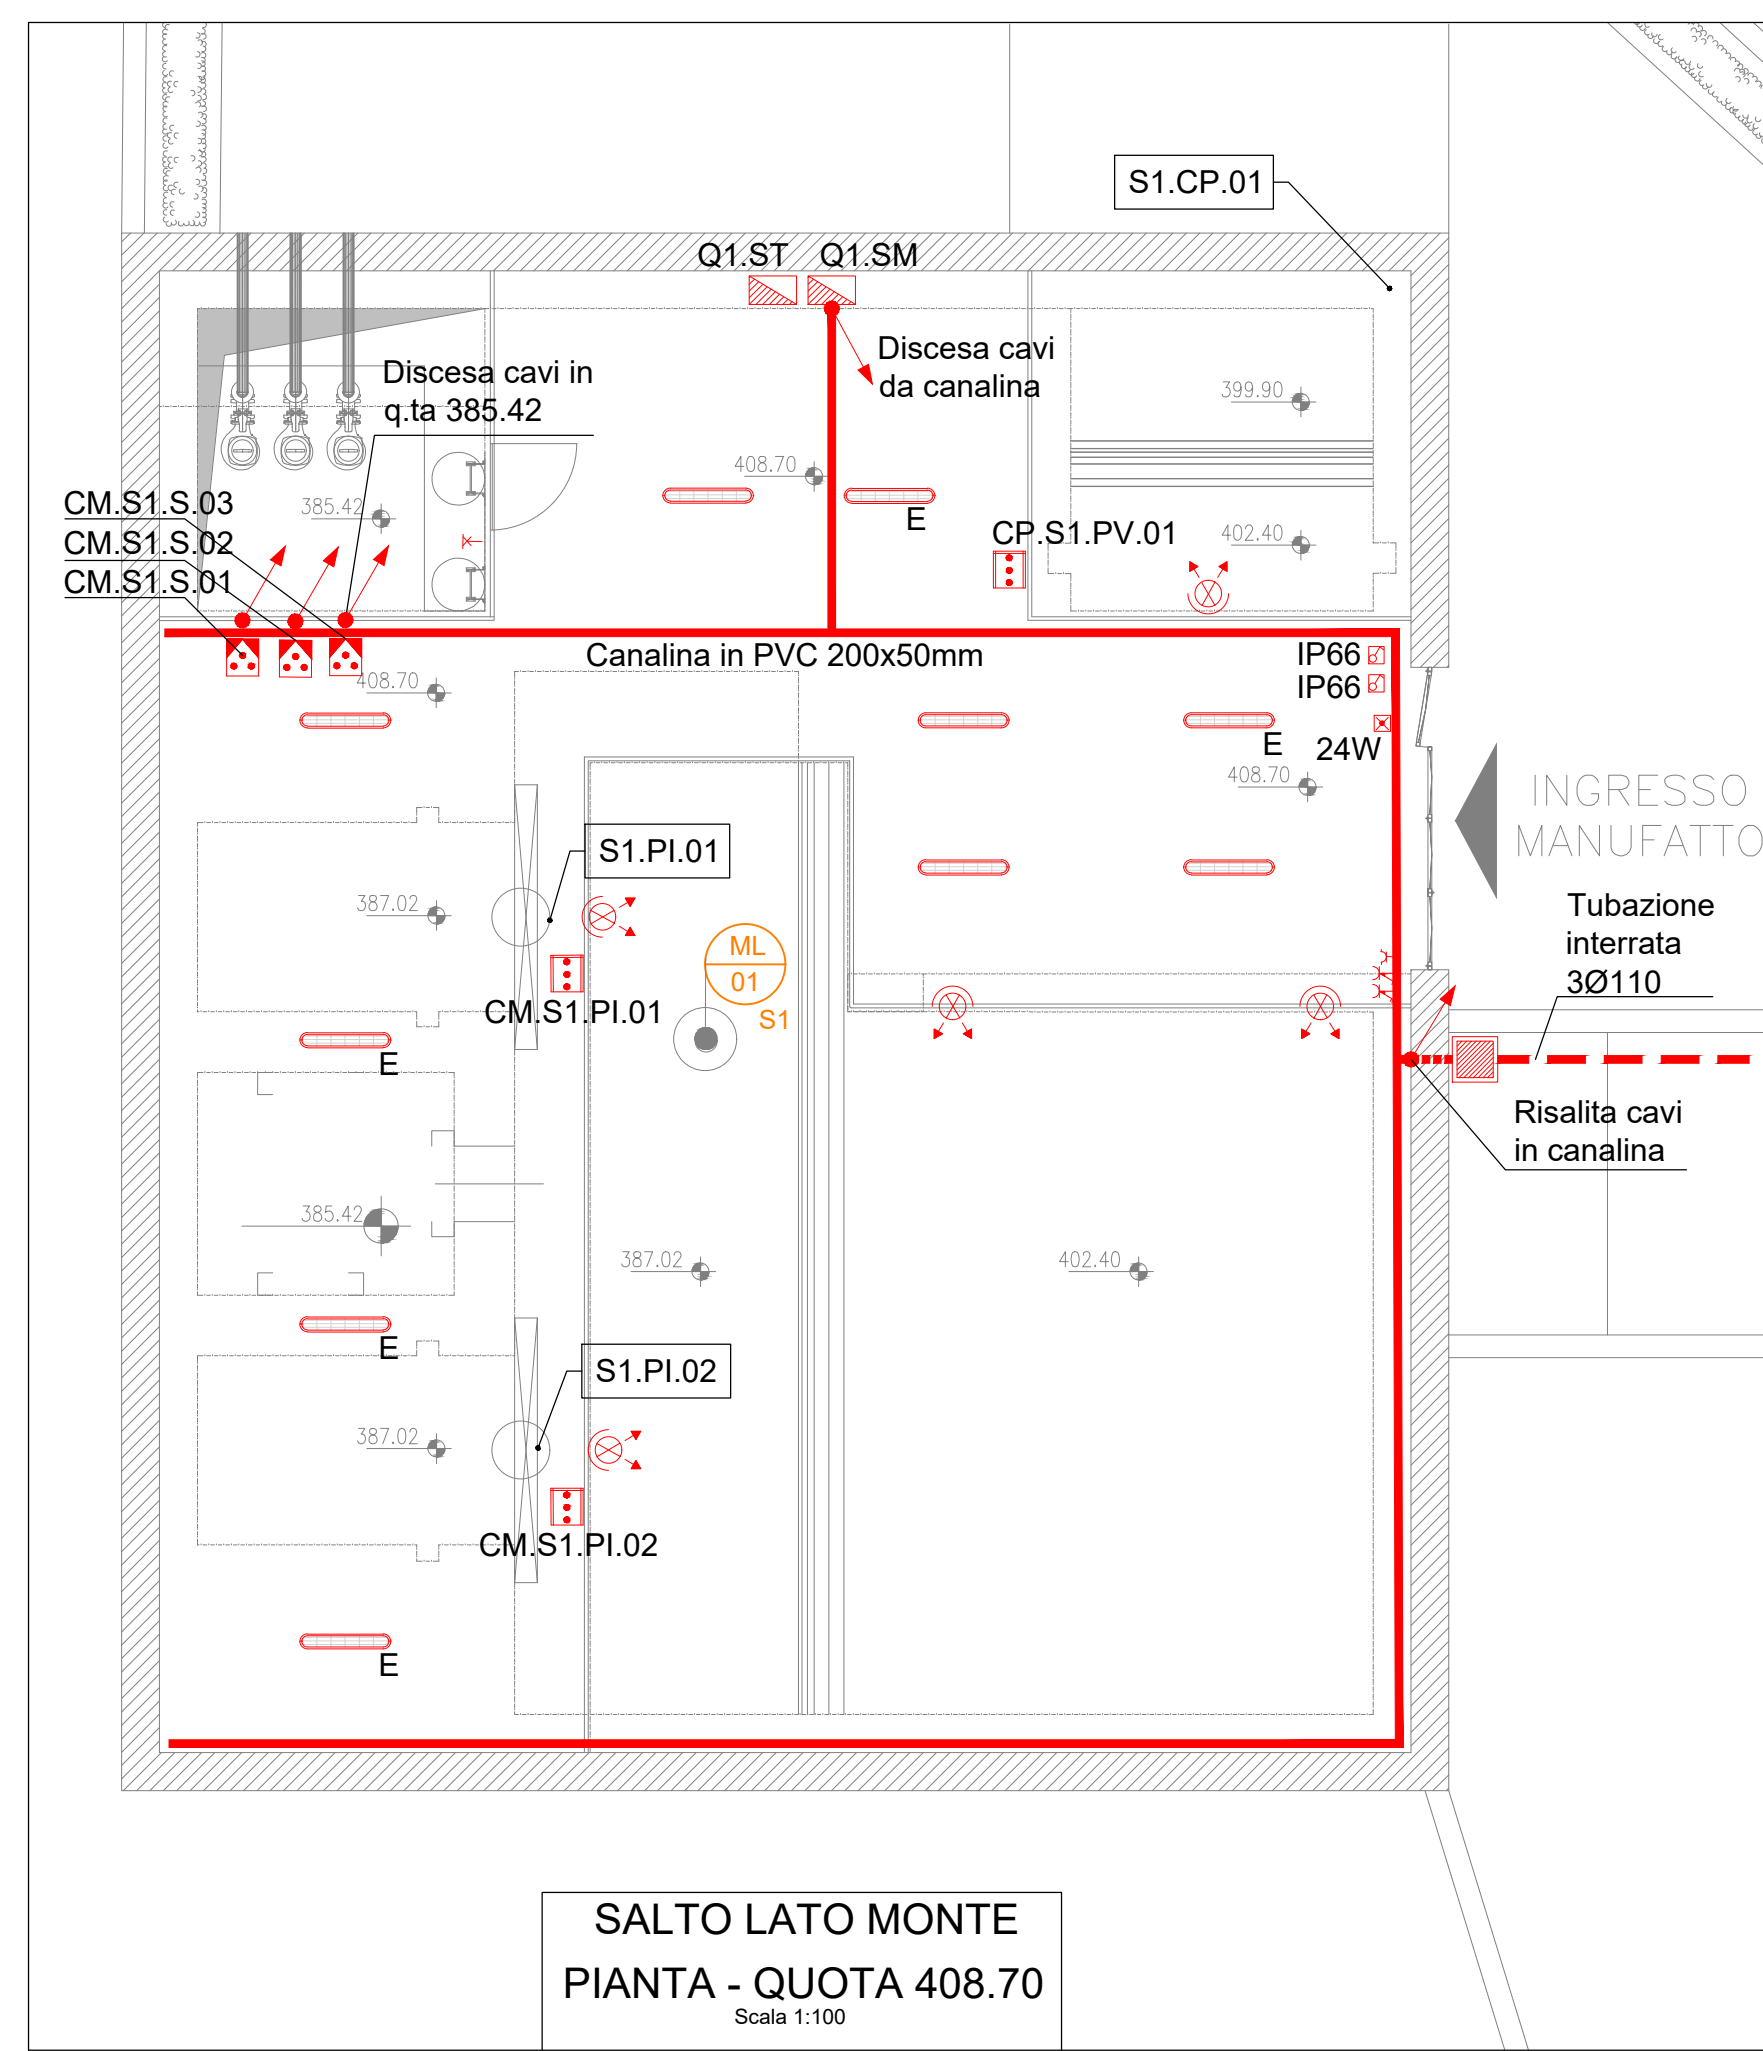 S1.CP.01
Q1.ST
Q1.SM
Discesa cavi
da canalina
Discesa cavi in
q.ta 385.42
399.90
408.70
CM.S1.S.03
385.42
E
CP.S1.PV.01
402.40
CM.S1.S.02
CM.S1.S.01
Canalina in PVC 200x50mm
IP66
IP66
408.70
E
24W
408.70
INGRESSO
MANUFATTO
S1.PI.01
387.02
Tubazione
interrata
3Ø110
ML
01
S1
CM.S1.PI.01
E
Risalita cavi
in canalina
385.42
387.02
402.40
E
S1.PI.02
387.02
CM.S1.PI.02
E
SALTO LATO MONTE
PIANTA - QUOTA 408.70
Scala 1:100